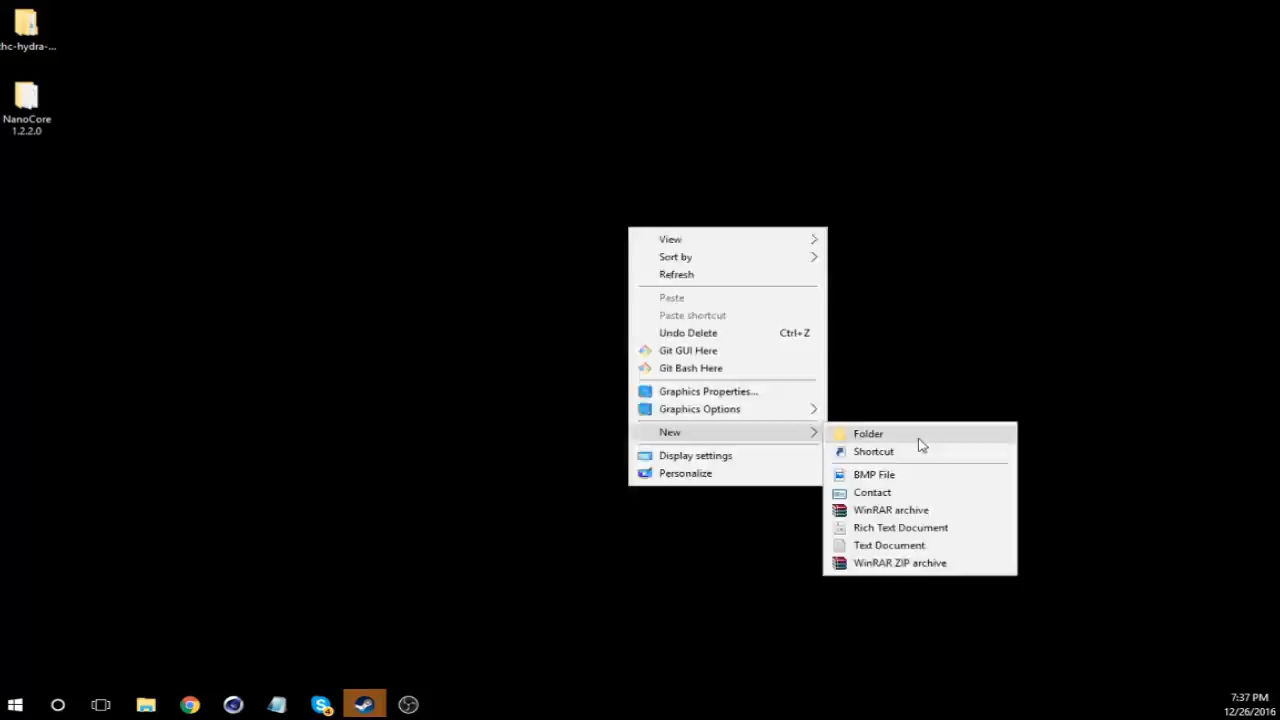 thc-hydra-...
NanoCore
1.2.2.0
View
Sort by
Refresh
Paste
Paste shortcut
Undo Delete Ctrl+Z
Git GUI Here
Git Bash Here
Graphics Properties...
Graphics Options
New
Display settings
Personalize
Folder
Shortcut
BMP File
Contact
WinRAR archive
Rich Text Document
Text Document
WinRAR ZIP archive
7:37 PM
12/26/2016